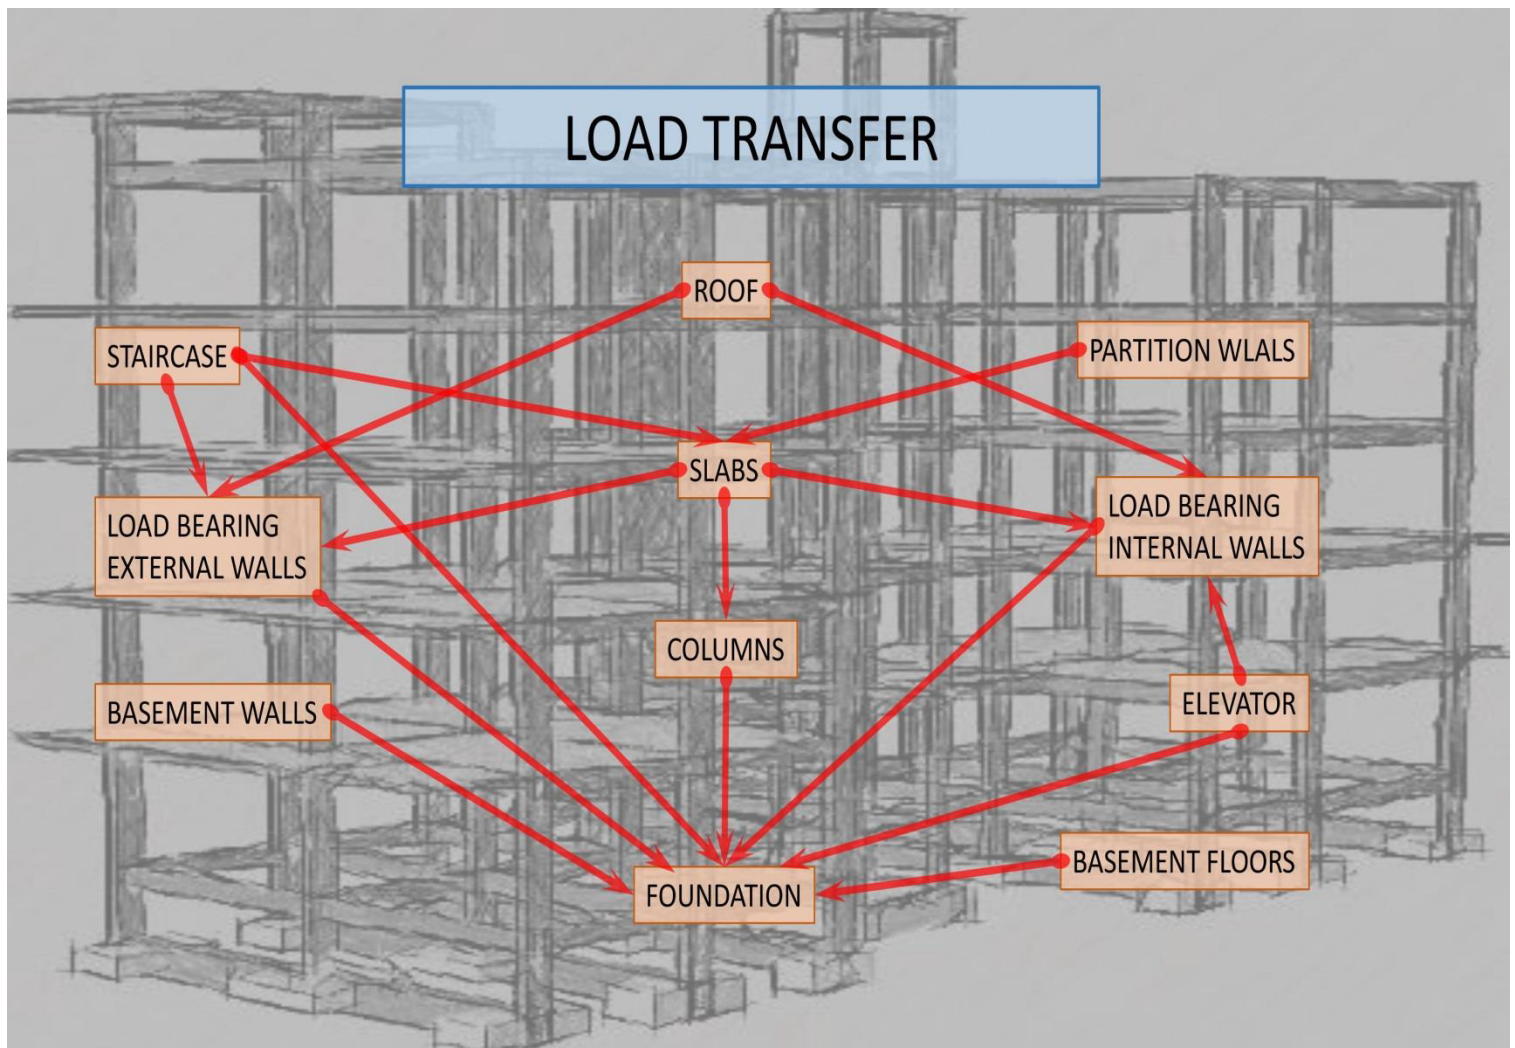 LOAD TRANSFER
ROOF
STAIRCASE
PARTITION WLALS
SLABS
LOAD BEARING
EXTERNAL WALLS
LOAD BEARING
INTERNAL WALLS
COLUMNS
BASEMENT WALLS
ELEVATOR
BASEMENT FLOORS
FOUNDATION